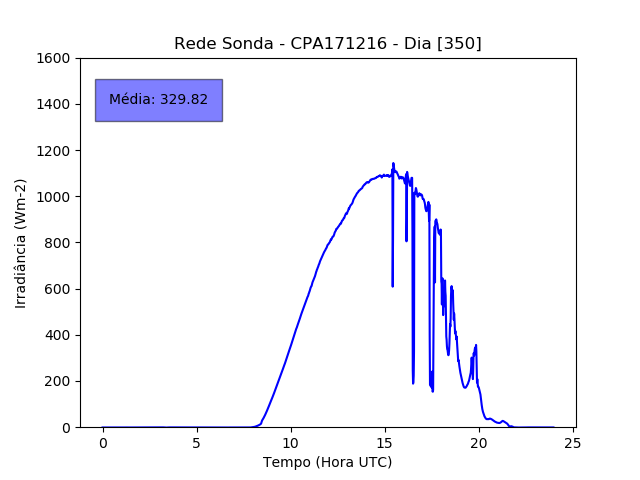 Rede Sonda - CPA171216 - Dia [350]
1600
1400
1200
1000
800
600
400
200
0
Irradiância (Wm-2)
Média: 329.82
0 5 10 15 20 25
Tempo (Hora UTC)